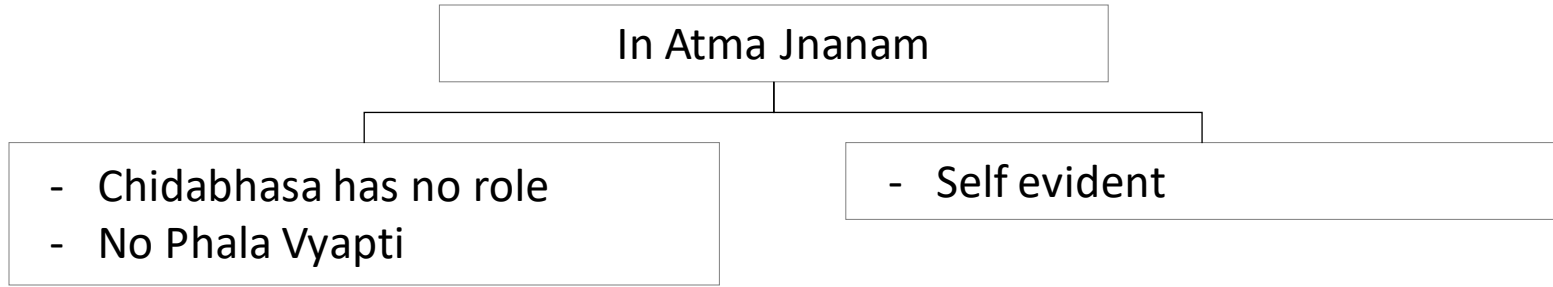 In Atma Jnanam
- Chidabhasa has no role
- No Phala Vyapti
- Self evident